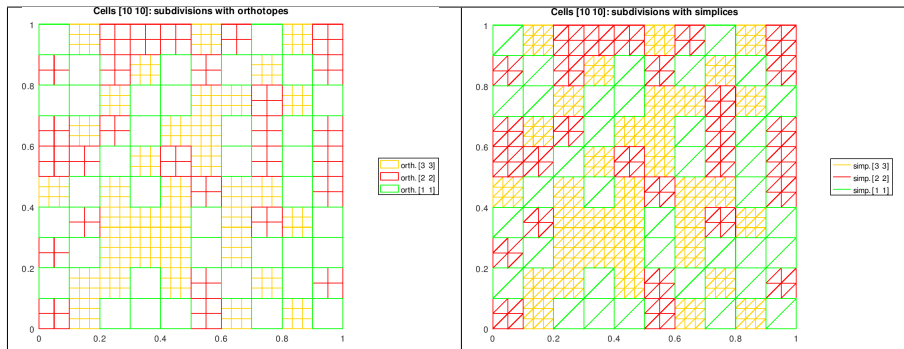 Cells [10 10]: subdivisions with orthotopes
1
0.8
0.6
0.4
0.2
0
0 0.2 0.4 0.6 0.8 1
orth. [3 3]
orth. [2 2]
orth. [1 1]
Cells [10 10]: subdivisions with simplices
1
0.8
0.6
0.4
0.2
0
0 0.2 0.4 0.6 0.8 1
simp. [3 3]
simp. [2 2]
simp. [1 1]